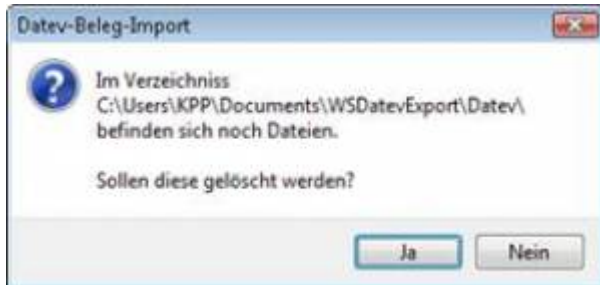 Datev-Beleg-Import
Im Verzeichniss
C:\Users\KPP\Documents\WSDatevExport\Datev\
befinden sich noch Dateien.
Sollen diese gelöscht werden?
Ja
Nein